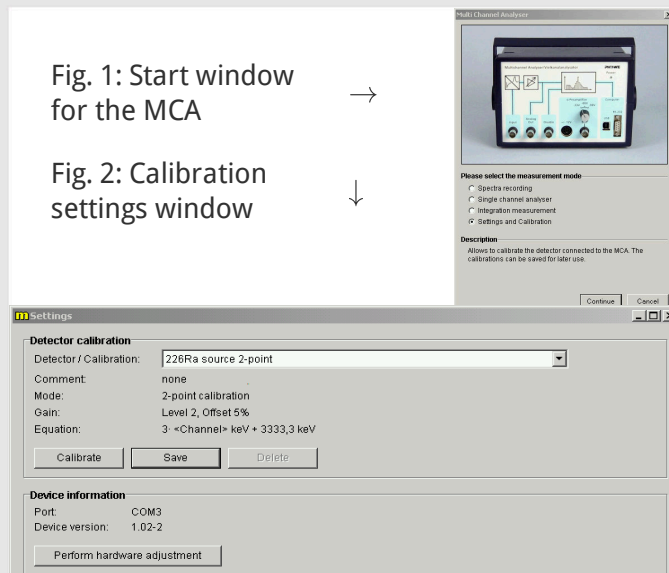 Fig. 1: Start window
for the MCA →
Fig. 2: Calibration
settings window ↓
Multi Channel Analyser
PHYWE
Please select the measurement mode
Spectra recording
Single channel analyser
Integration measurement
Settings and Calibration
Description
Allows to calibrate the detector connected to the MCA. The
calibrations can be saved for later use.
Continue Cancel
Settings
Detector calibration
Detector / Calibration: 226Ra source 2-point
Comment: none
Mode: 2-point calibration
Gain: Level 2, Offset 5%
Equation: 3· <Channel> keV + 3333,3 keV
Calibrate Save Delete
Device information
Port: COM3
Device version: 1.02-2
Perform hardware adjustment